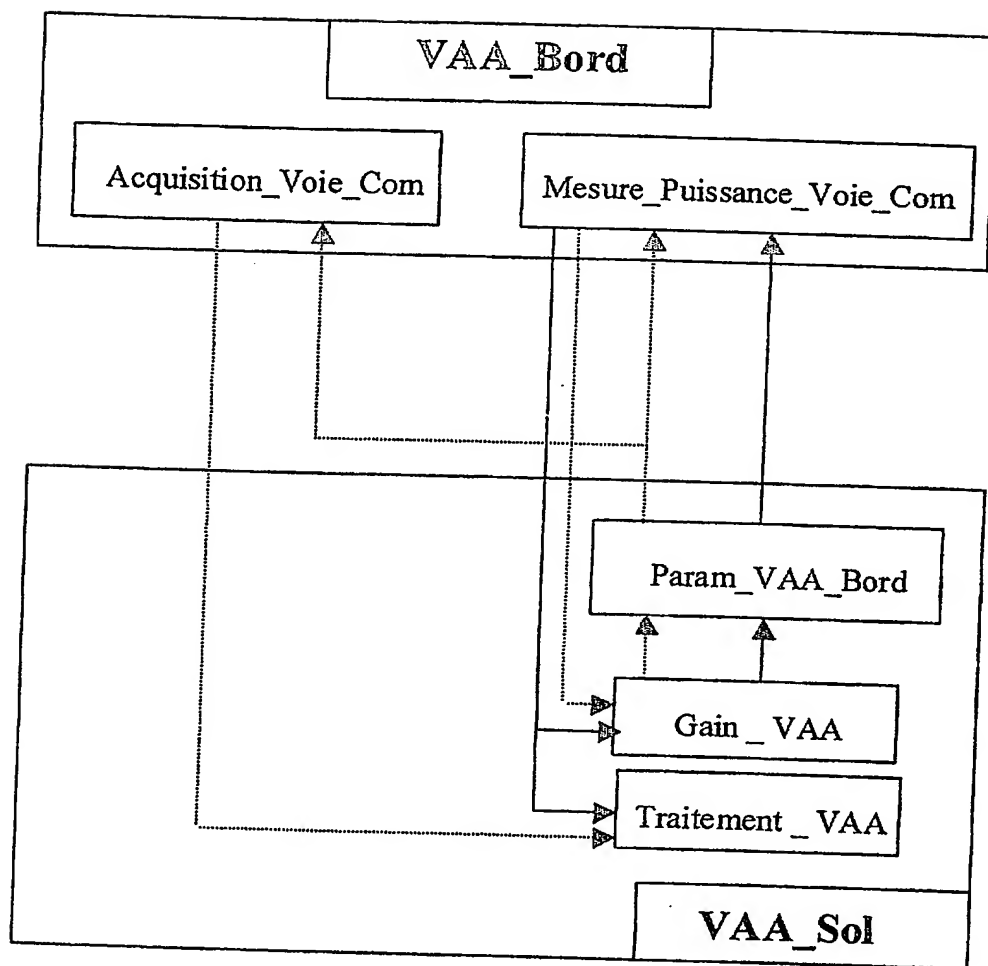 VAA_Bord
Acquisition_Voie_Com
Mesure_Puissance_Voie_Com
Param_VAA_Bord
Gain _ VAA
Traitement _ VAA
VAA_Sol